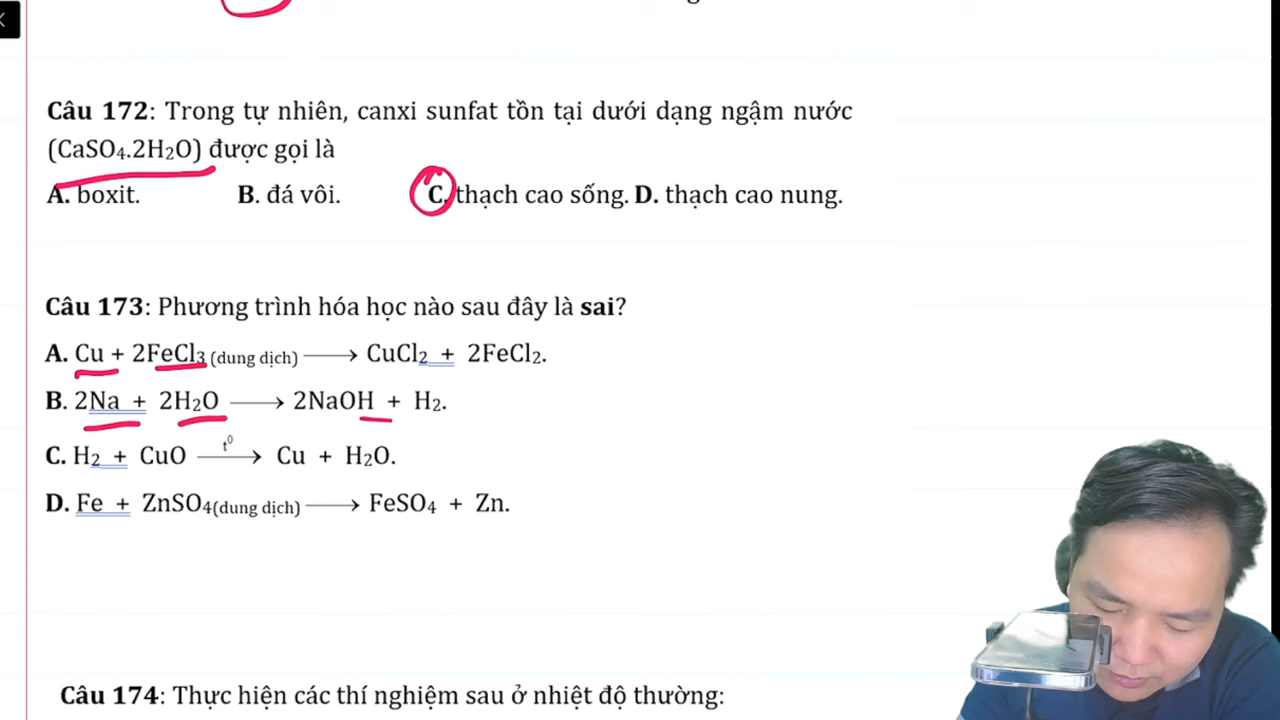 Câu 172: Trong tự nhiên, canxi sunfat tồn tại dưới dạng ngậm nước
(CaSO₄.2H₂O) được gọi là
A. boxit. B. đá vôi. C. thạch cao sống. D. thạch cao nung.
Câu 173: Phương trình hóa học nào sau đây là sai?
A. Cu + 2FeCl₃ (dung dịch) ⟶ CuCl₂ + 2FeCl₂.
B. 2Na + 2H₂O ⟶ 2NaOH + H₂.
C. H₂ + CuO ⟶ t⁰ Cu + H₂O.
D. Fe + ZnSO₄(dung dịch) ⟶ FeSO₄ + Zn.
Câu 174: Thực hiện các thí nghiệm sau ở nhiệt độ thường: